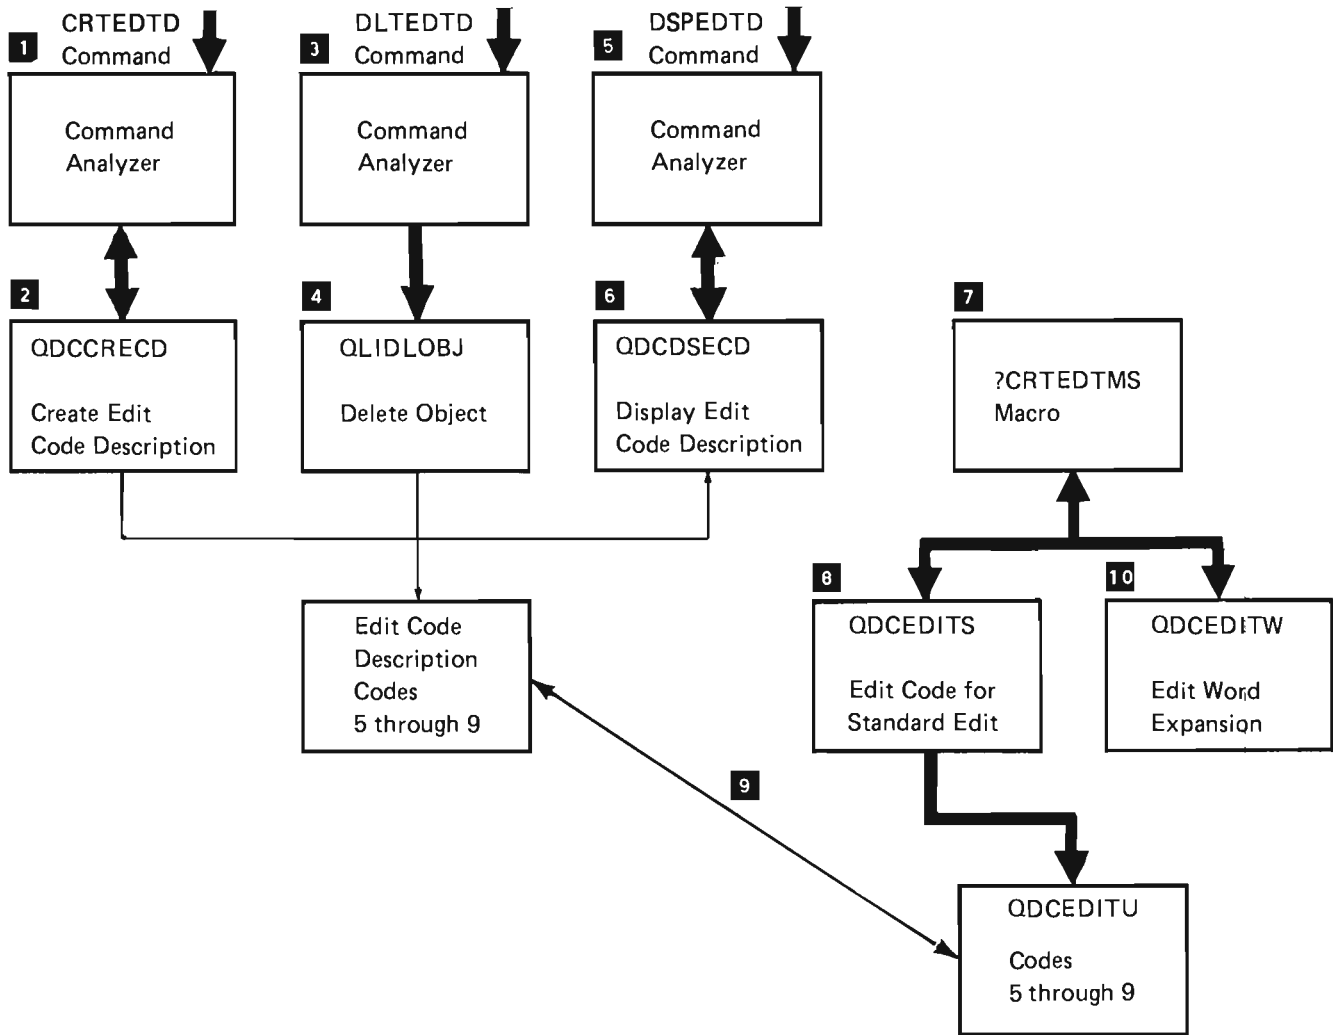 1
CRTEDTD
Command
3
DLTEDTD
Command
5
DSPEDTD
Command
Command
Analyzer
Command
Analyzer
Command
Analyzer
2
QDCCRECD
Create Edit
Code Description
4
QLIDLOBJ
Delete Object
6
QDCDSECD
Display Edit
Code Description
7
?CRTEDTMS
Macro
Edit Code
Description
Codes
5 through 9
8
QDCEDITS
Edit Code for
Standard Edit
10
QDCEDITW
Edit Word
Expansion
9
QDCEDITU
Codes
5 through 9